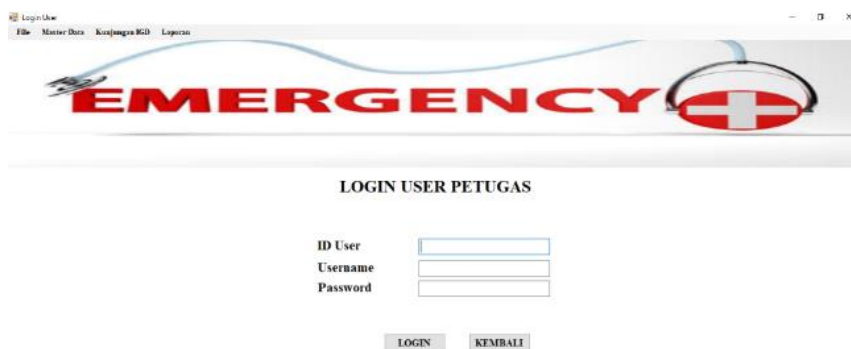 Login User
File Master Data Kunjungan IGD Laporan
EMERGENCY
LOGIN USER PETUGAS
ID User
Username
Password
LOGIN KEMBALI